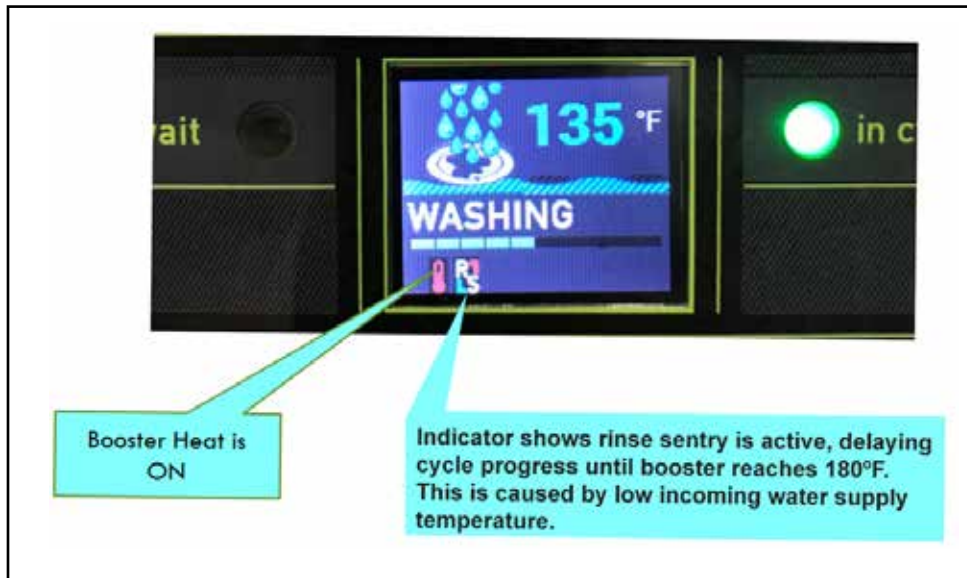 wait
135 °F
in c
WASHING
Booster Heat is
ON
Indicator shows rinse sentry is active, delaying
cycle progress until booster reaches 180ºF.
This is caused by low incoming water supply
temperature.